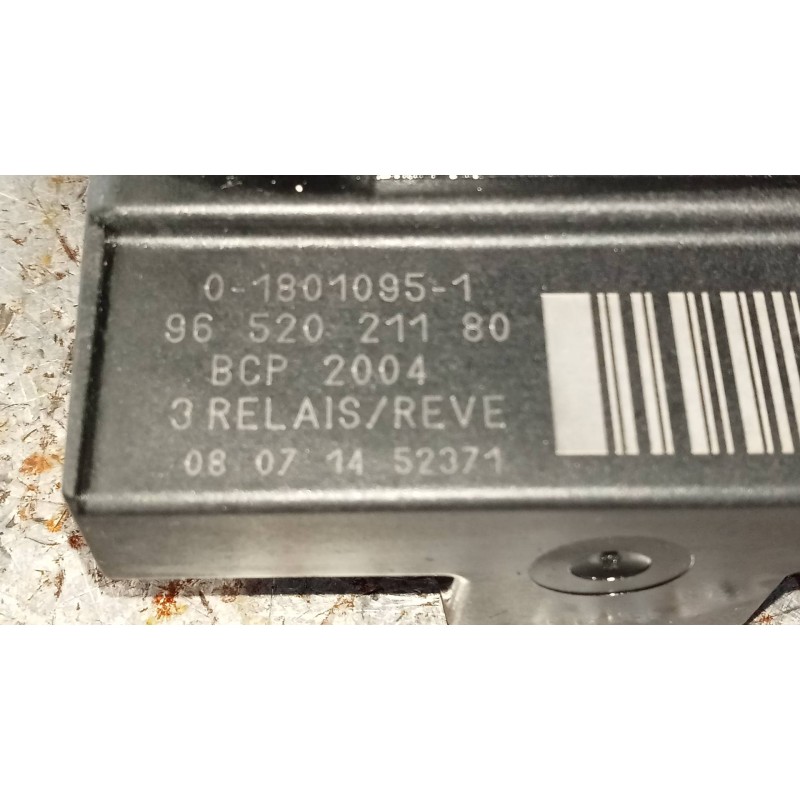 0-1801095-1
96 520 211 80
BCP 2004
3 RELAIS/REVE
08 07 14 52371